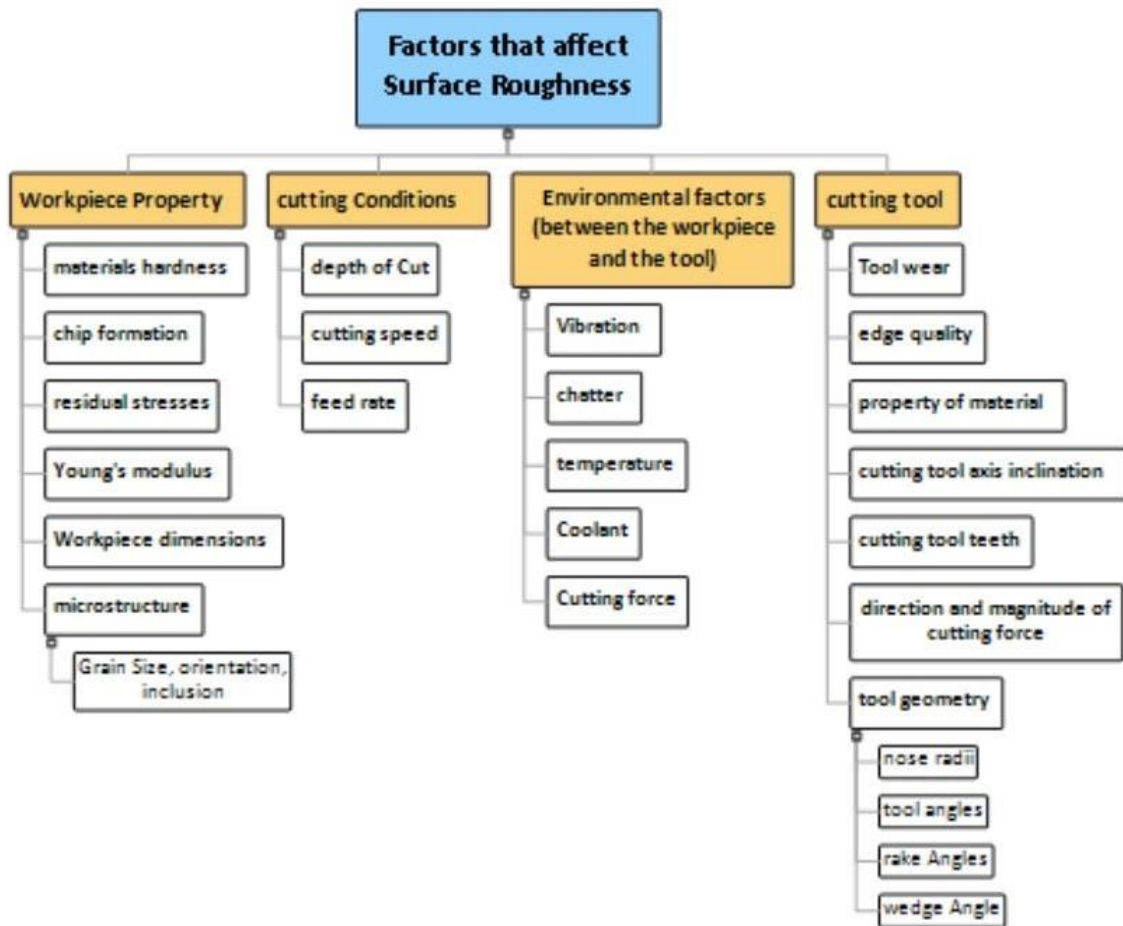 Factors that affect
Surface Roughness
Workpiece Property
materials hardness
chip formation
residual stresses
Young's modulus
Workpiece dimensions
microstructure
Grain Size, orientation,
inclusion
cutting Conditions
depth of Cut
cutting speed
feed rate
Environmental factors
(between the workpiece
and the tool)
Vibration
chatter
temperature
Coolant
Cutting force
cutting tool
Tool wear
edge quality
property of material
cutting tool axis inclination
cutting tool teeth
direction and magnitude of
cutting force
tool geometry
nose radii
tool angles
rake Angles
wedge Angle